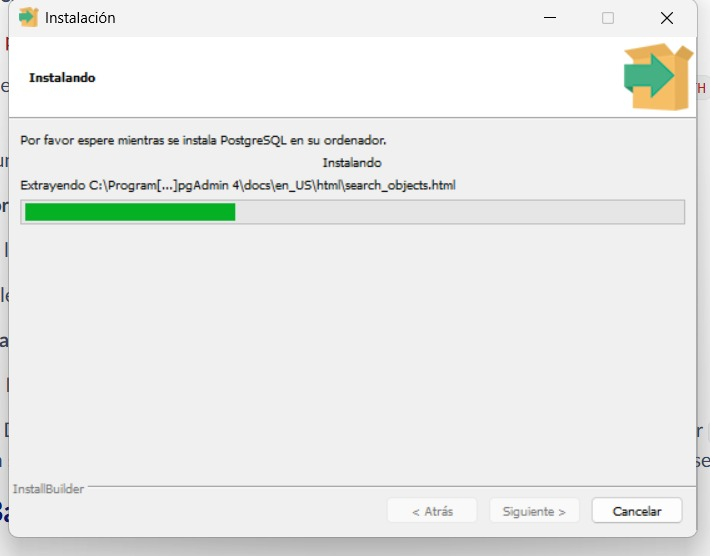 Instalación
Instalando
Por favor espere mientras se instala PostgreSQL en su ordenador.
Instalando
Extrayendo C:\Program[...]pgAdmin 4\docs\en_US\html\search_objects.html
InstallBuilder
< Atrás
Siguiente >
Cancelar